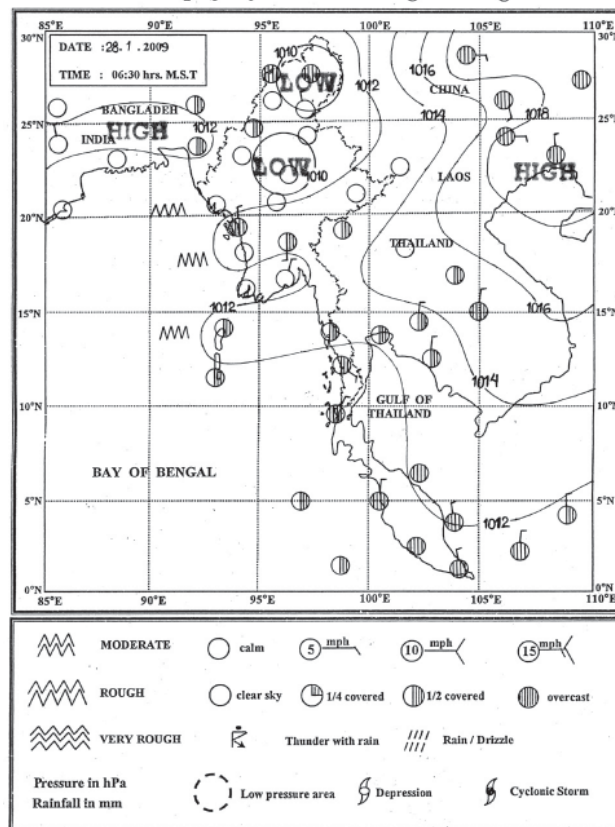 85°E 90°E 95°E 100°E 105°E 110°E
30°N 30°N
DATE : 28.1.2009
TIME : 06:30 hrs. M.S.T
1010
LOW
1012
1016
CHINA
1014
1018
BANGLADESH
25°N 25°N
INDIA
HIGH
1012
LOW
1010
LAOS
HIGH
20°N 20°N
THAILAND
1012
1016
15°N 15°N
1014
10°N 10°N
GULF OF
THAILAND
BAY OF BENGAL
5°N 5°N
1012
0°N 0°N
85°E 90°E 95°E 100°E 105°E 110°E
MODERATE calm 5 mph 10 mph 15 mph
ROUGH clear sky 1/4 covered 1/2 covered overcast
VERY ROUGH Thunder with rain Rain / Drizzle
Pressure in hPa
Rainfall in mm
Low pressure area Depression Cyclonic Storm